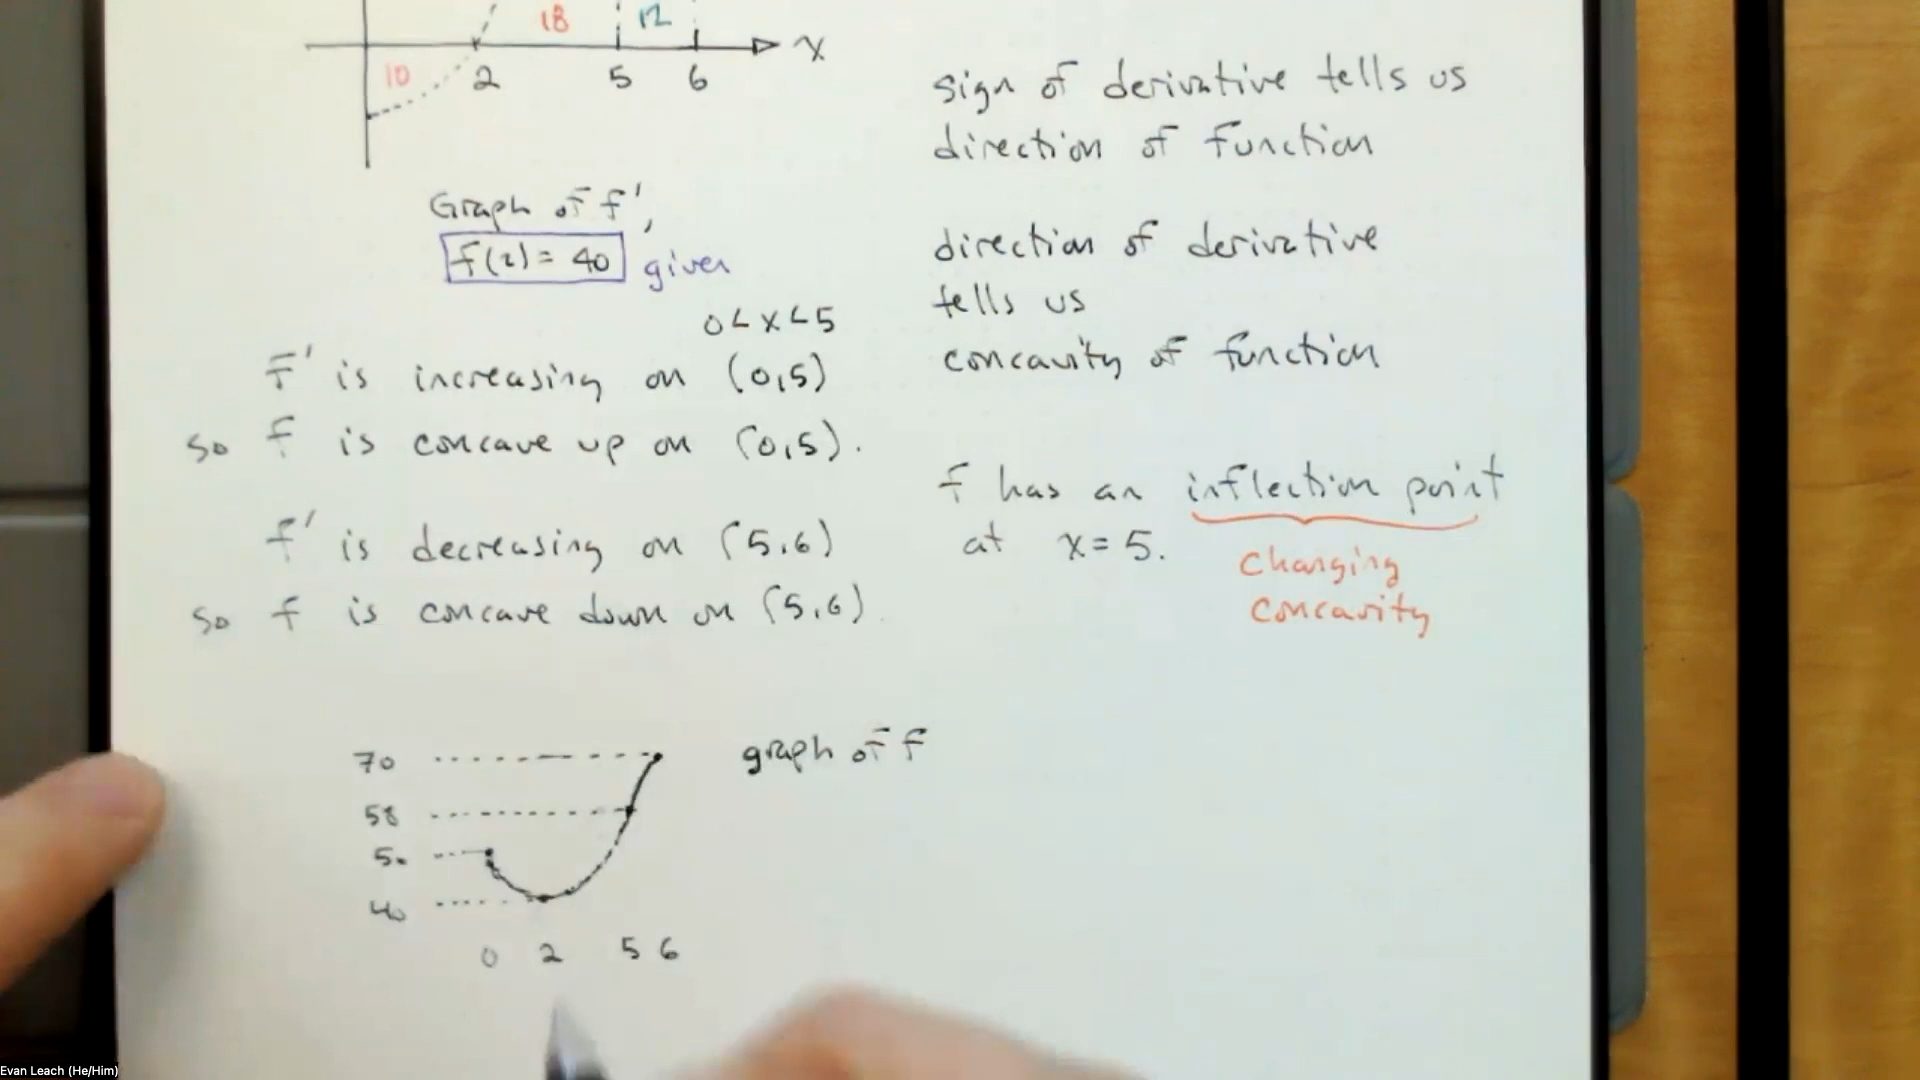 18 12
x
10 2 5 6
Graph of f',
f(2) = 40 given
0<x<5
f' is increasing on (0,5)
so f is concave up on (0,5).
f' is decreasing on (5,6)
so f is concave down on (5,6)
sign of derivative tells us
direction of function
direction of derivative
tells us
concavity of function
f has an inflection point
at x = 5.
changing
concavity
70
58
50
40
0 2 5 6
graph of f
Evan Leach (He/Him)